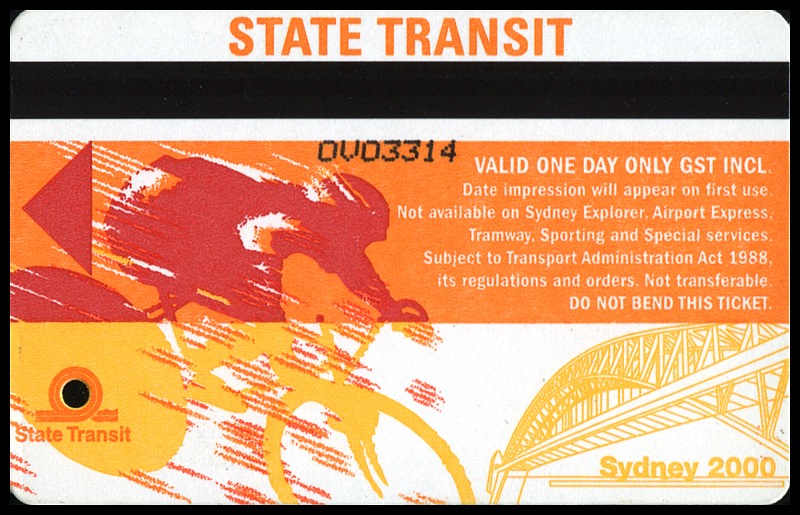 STATE TRANSIT
OVO3314
VALID ONE DAY ONLY GST INCL.
Date impression will appear on first use.
Not available on Sydney Explorer, Airport Express,
Tramway, Sporting and Special services.
Subject to Transport Administration Act 1988,
its regulations and orders. Not transferable.
DO NOT BEND THIS TICKET.
State Transit
Sydney 2000